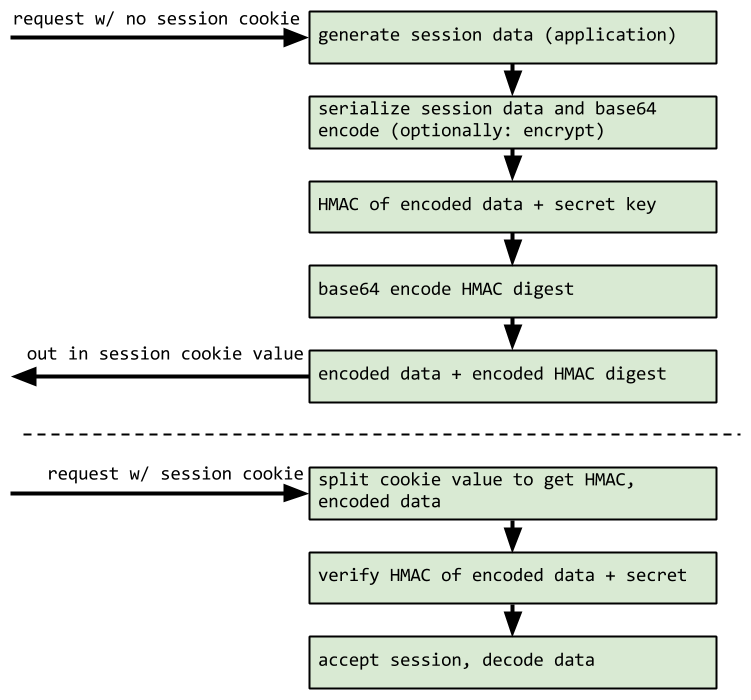 request w/ no session cookie
generate session data (application)
serialize session data and base64
encode (optionally: encrypt)
HMAC of encoded data + secret key
base64 encode HMAC digest
out in session cookie value
encoded data + encoded HMAC digest
request w/ session cookie
split cookie value to get HMAC,
encoded data
verify HMAC of encoded data + secret
accept session, decode data